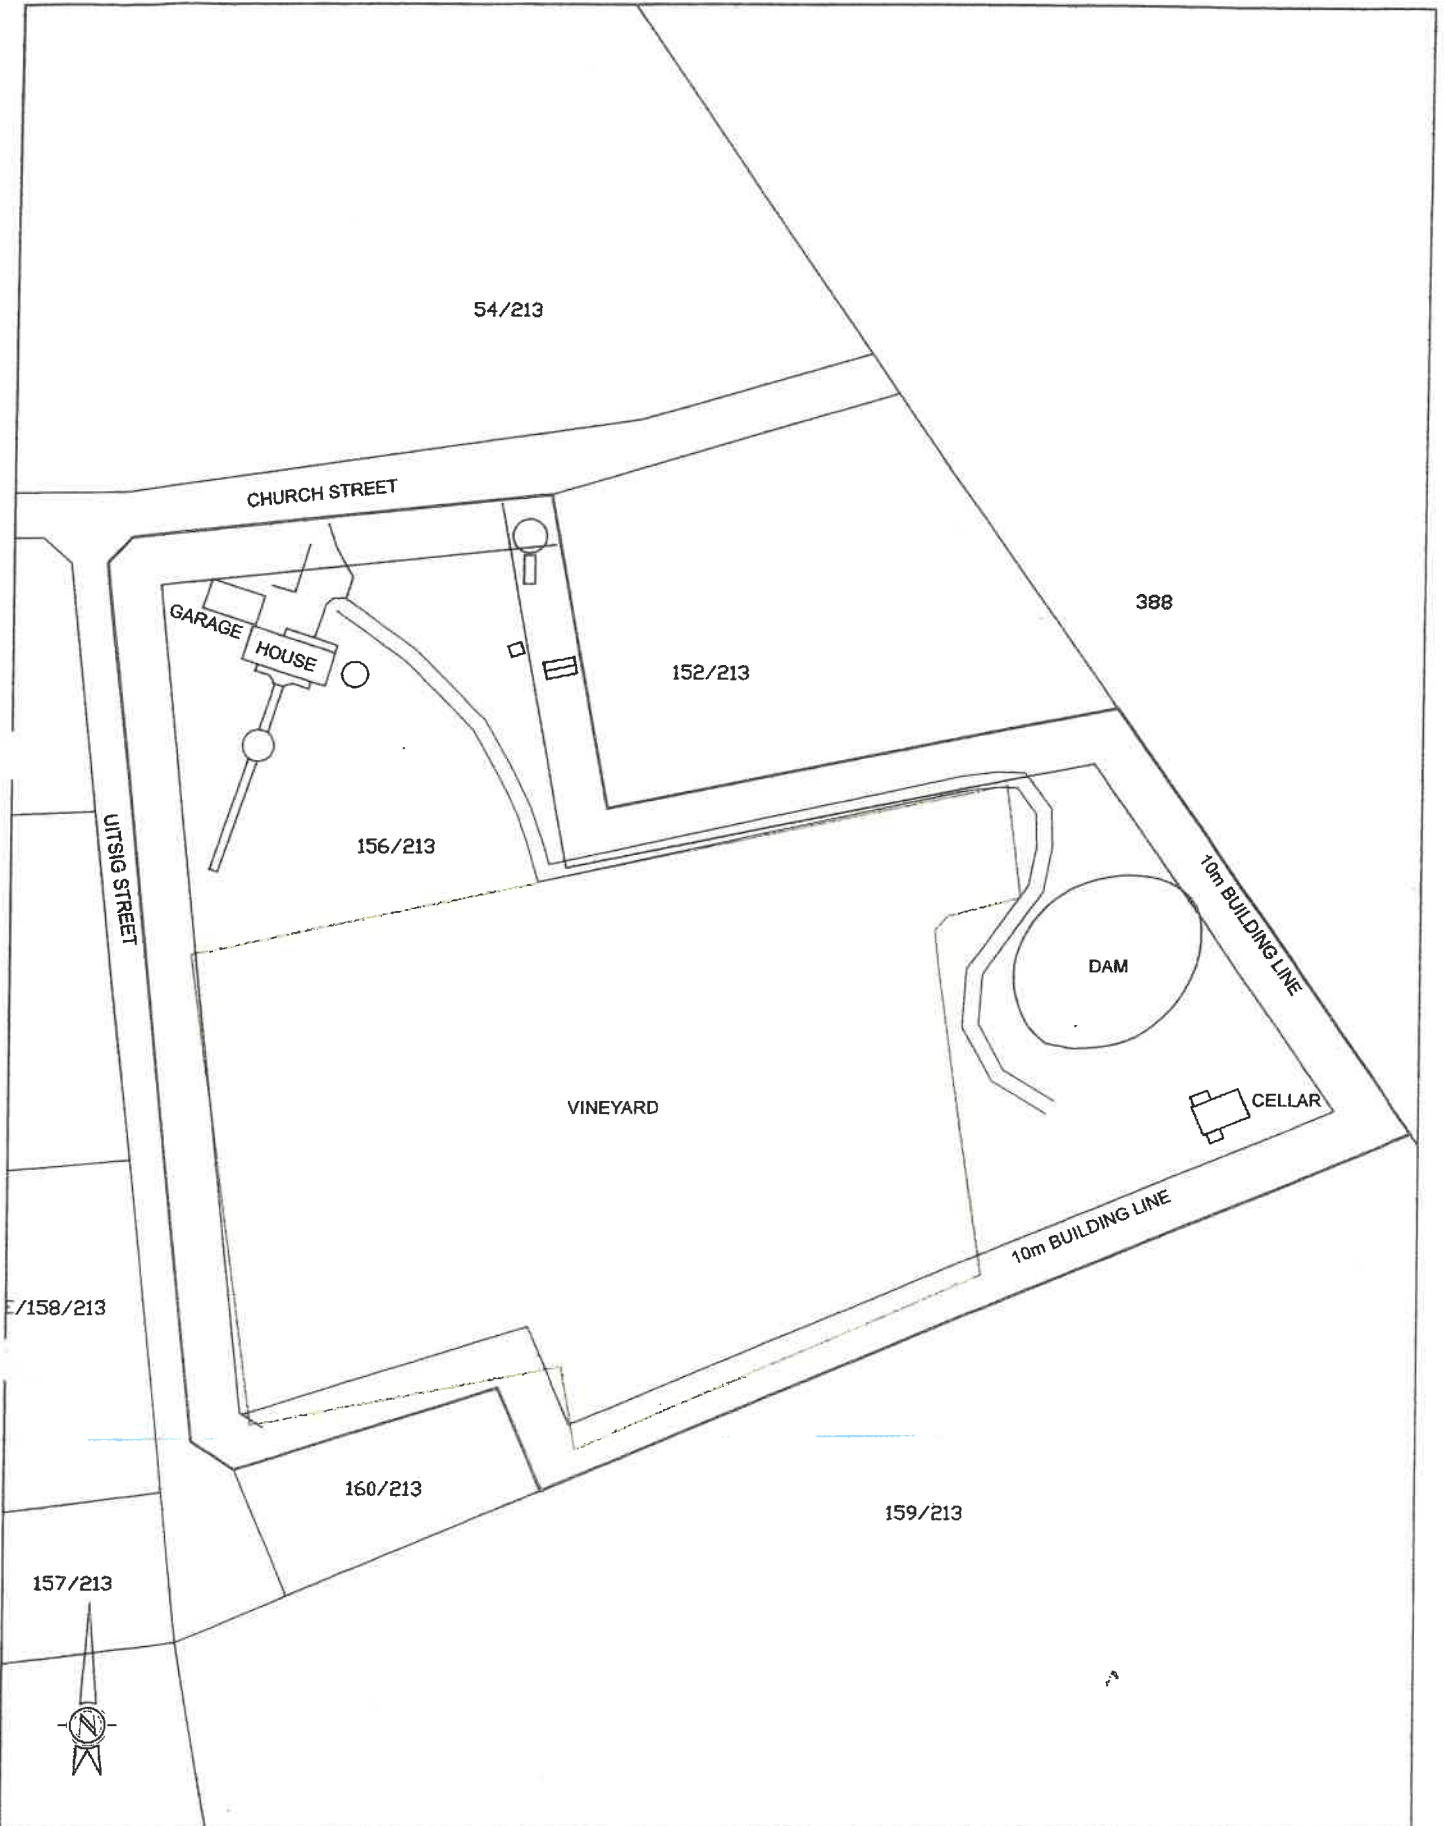 54/213
CHURCH STREET
388
GARAGE
HOUSE
152/213
UITSIG STREET
156/213
10m BUILDING LINE
DAM
VINEYARD
CELLAR
10m BUILDING LINE
E/158/213
160/213
159/213
157/213
N